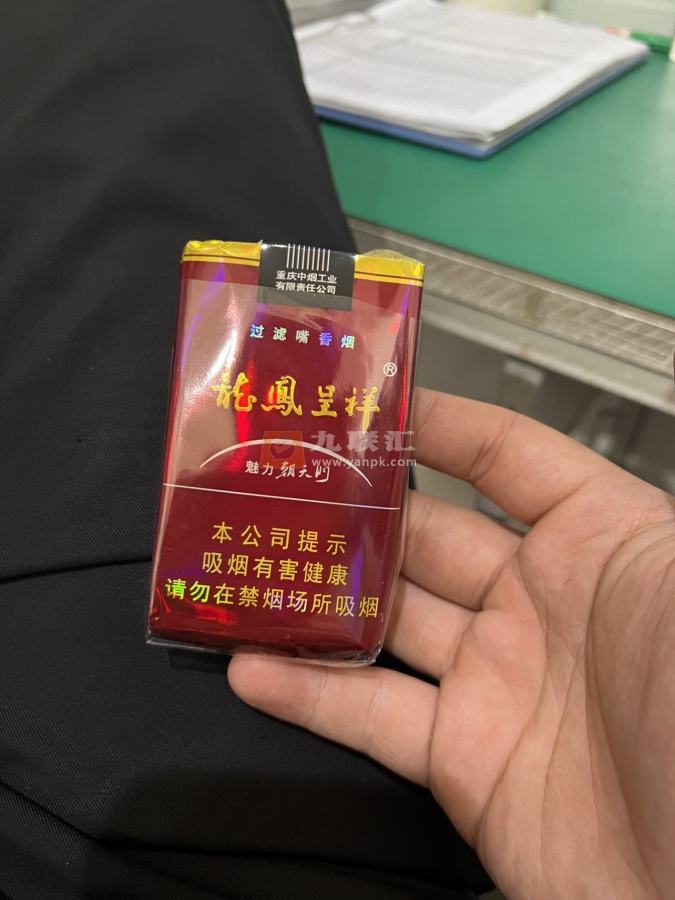 重庆中烟工业
有限责任公司
过滤嘴香烟
龍鳳呈祥®
九联汇
www.yanpk.com
魅力朝天门
本公司提示
吸烟有害健康
请勿在禁烟场所吸烟